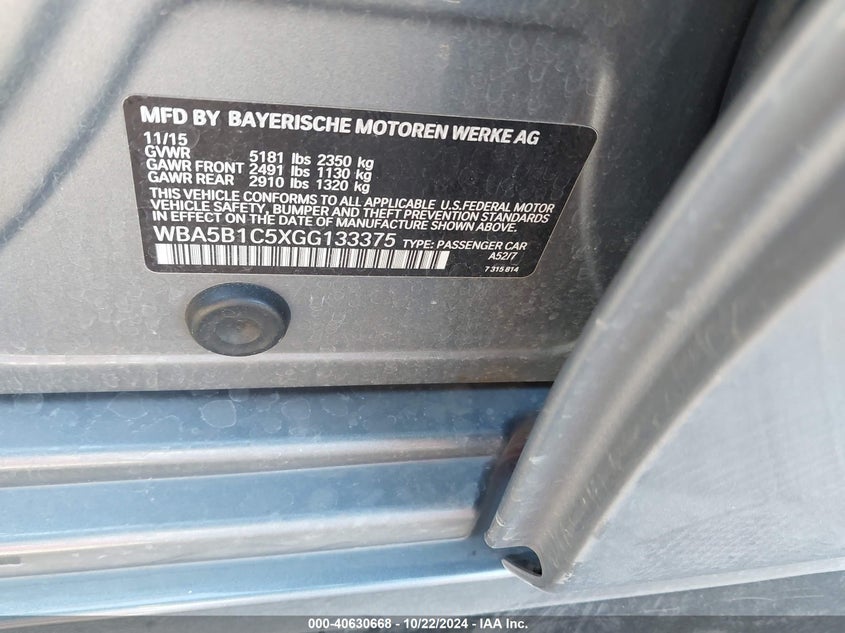 MFD BY BAYERISCHE MOTOREN WERKE AG
11/15
GVWR 5181 lbs 2350 kg
GAWR FRONT 2491 lbs 1130 kg
GAWR REAR 2910 lbs 1320 kg
THIS VEHICLE CONFORMS TO ALL APPLICABLE U.S.FEDERAL MOTOR
VEHICLE SAFETY, BUMPER AND THEFT PREVENTION STANDARDS
IN EFFECT ON THE DATE OF MANUFACTURE SHOWN ABOVE.
WBA5B1C5XGG133375 TYPE: PASSENGER CAR
A52/7
7 315 814
000-40630668 - 10/22/2024 - IAA Inc.